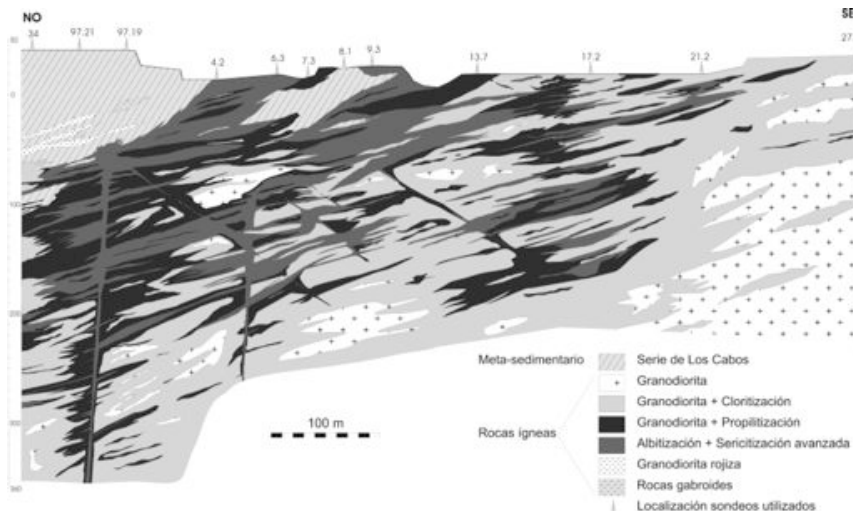 NO
SE
34 97.21 97.19 4.2 6.3 7.3 8.1 9.3 13.7 17.2 21.2 27
0
100 m
Meta-sedimentario
Serie de Los Cabos
Granodiorita
Granodiorita + Cloritización
Rocas ígneas
Granodiorita + Propilitización
Albitización + Sericitización avanzada
Granodiorita rojiza
Rocas gabroides
Localización sondeos utilizados